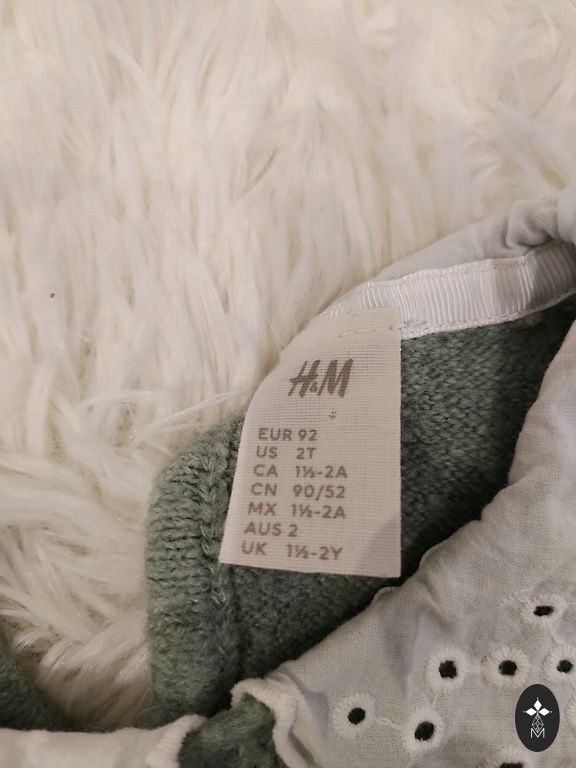 H&M
EUR 92
US 2T
CA 1½-2A
CN 90/52
MX 1½-2A
AUS 2
UK 1½-2Y
M